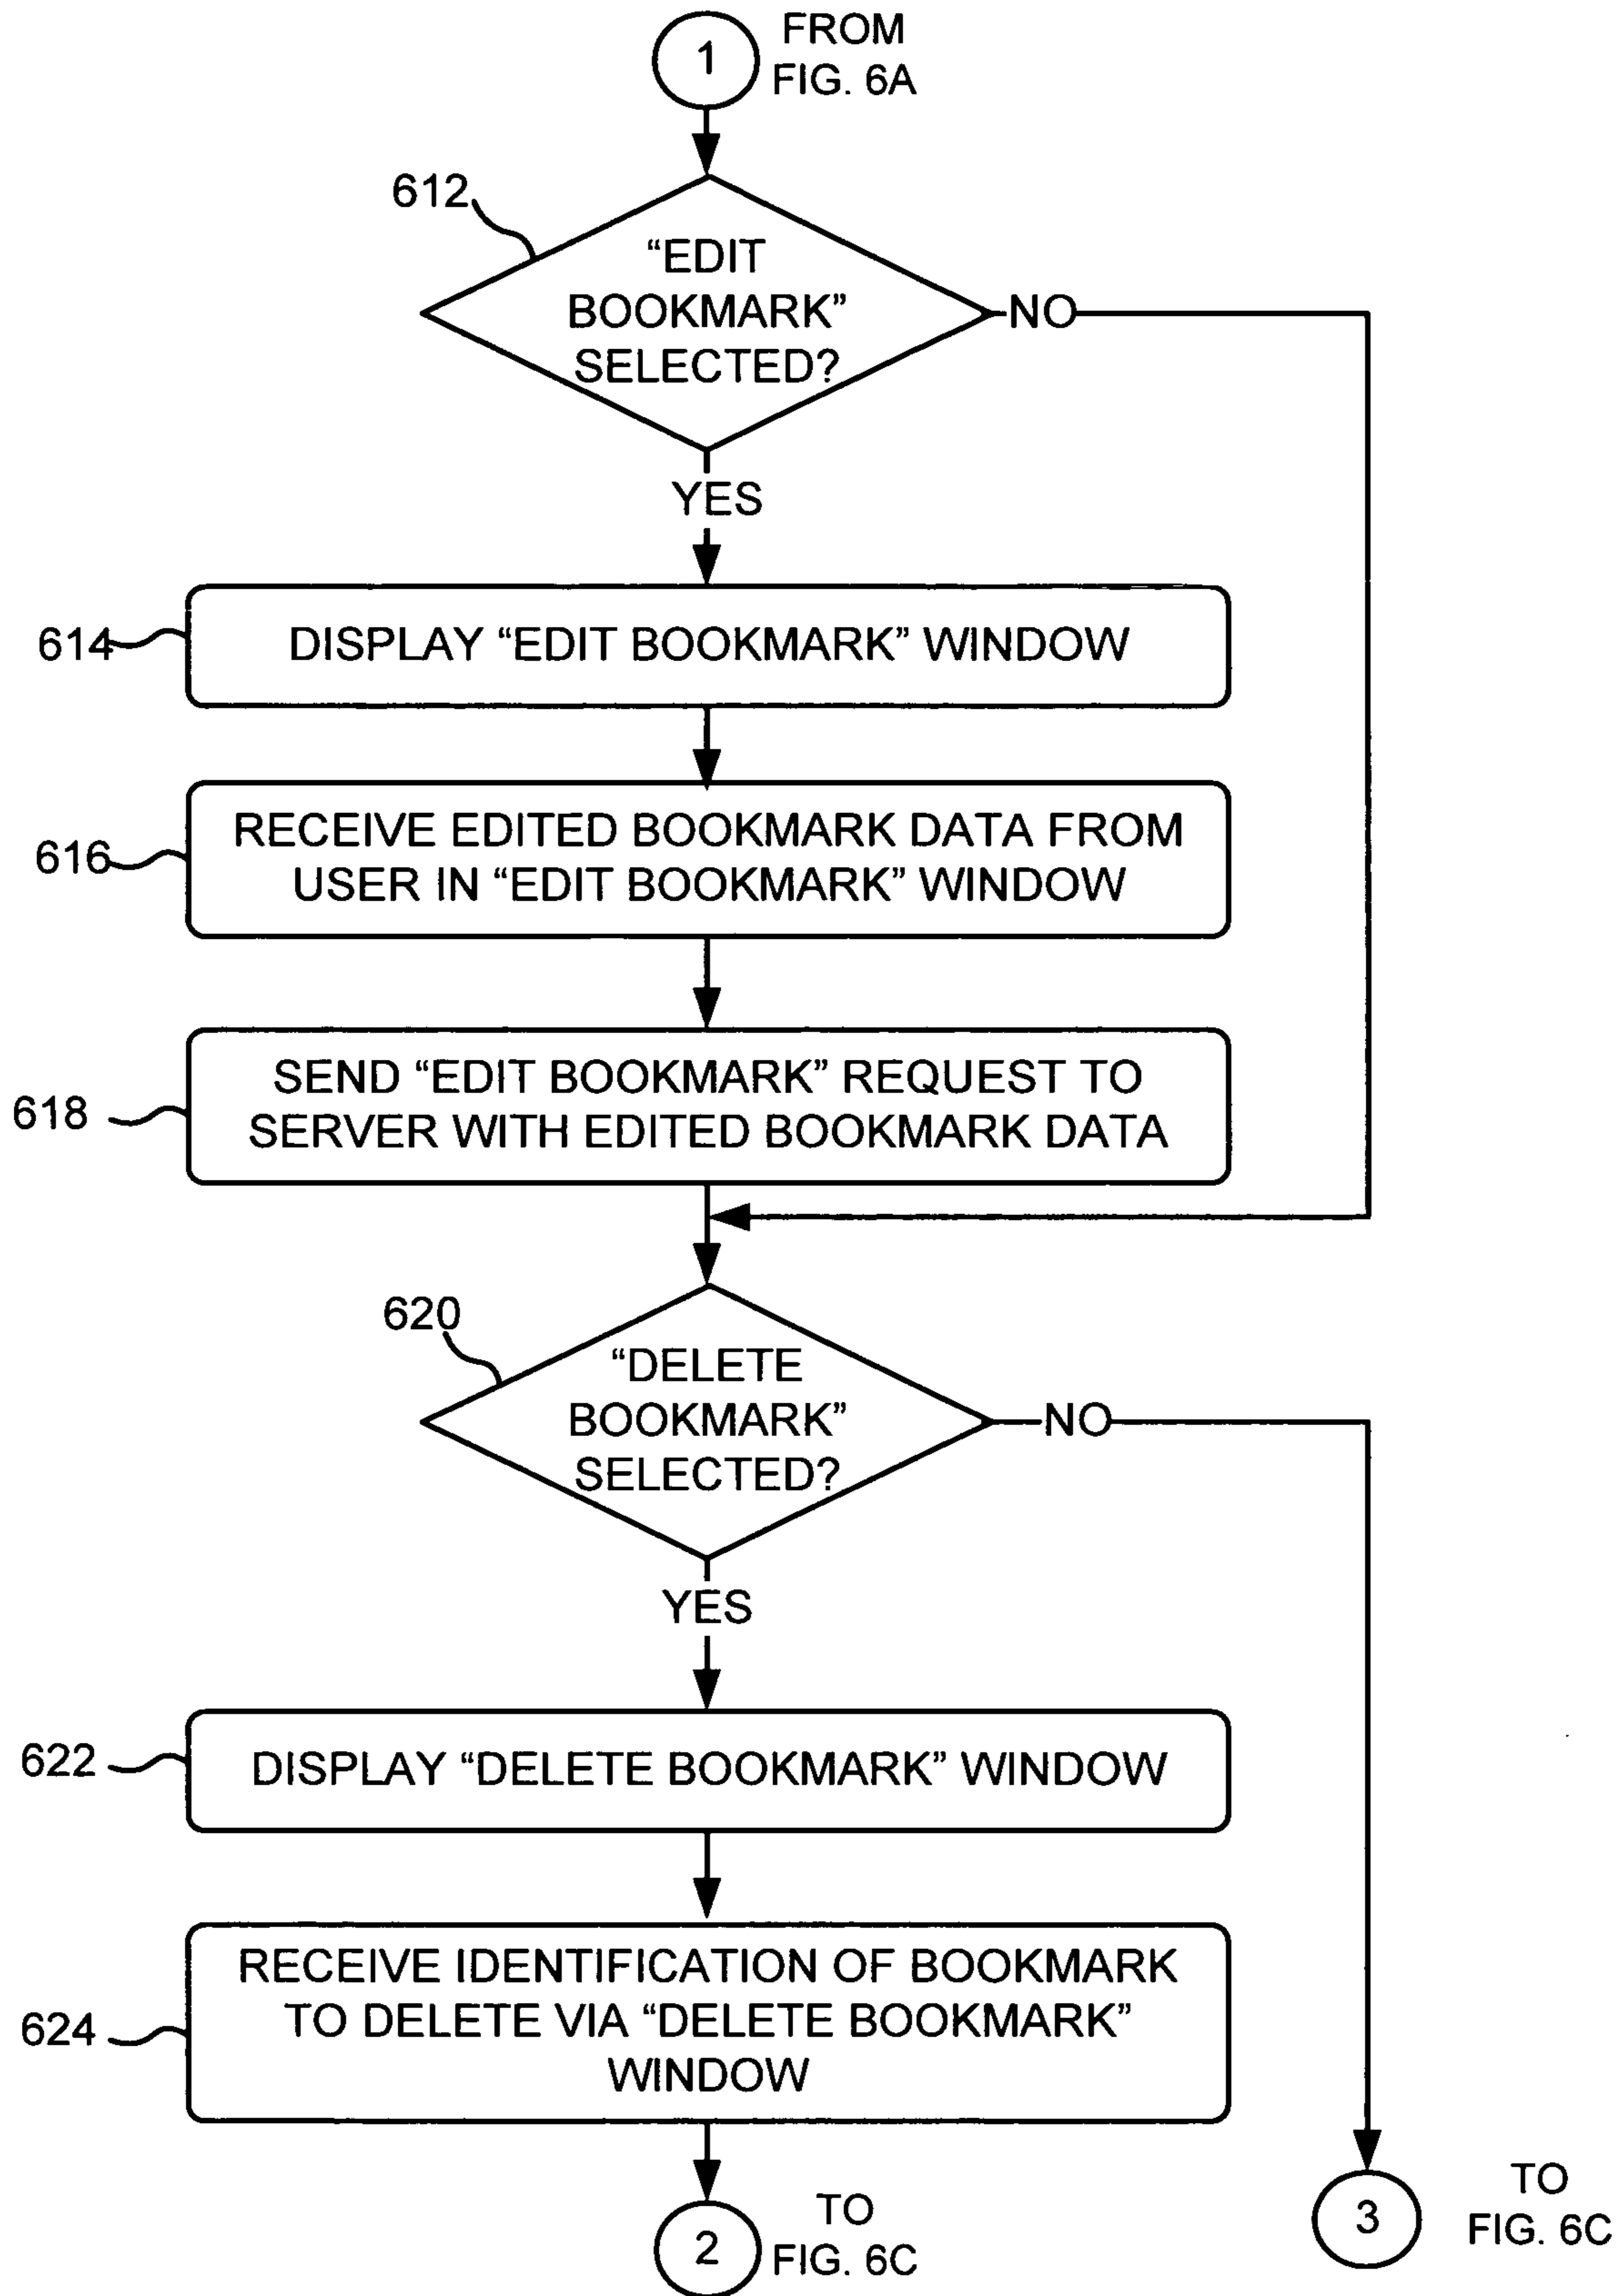 1
FROM
FIG. 6A
612
“EDIT
BOOKMARK”
SELECTED?
NO
YES
614
DISPLAY “EDIT BOOKMARK” WINDOW
616
RECEIVE EDITED BOOKMARK DATA FROM
USER IN “EDIT BOOKMARK” WINDOW
618
SEND “EDIT BOOKMARK” REQUEST TO
SERVER WITH EDITED BOOKMARK DATA
620
“DELETE
BOOKMARK”
SELECTED?
NO
YES
622
DISPLAY “DELETE BOOKMARK” WINDOW
624
RECEIVE IDENTIFICATION OF BOOKMARK
TO DELETE VIA “DELETE BOOKMARK”
WINDOW
2
TO
FIG. 6C
3
TO
FIG. 6C